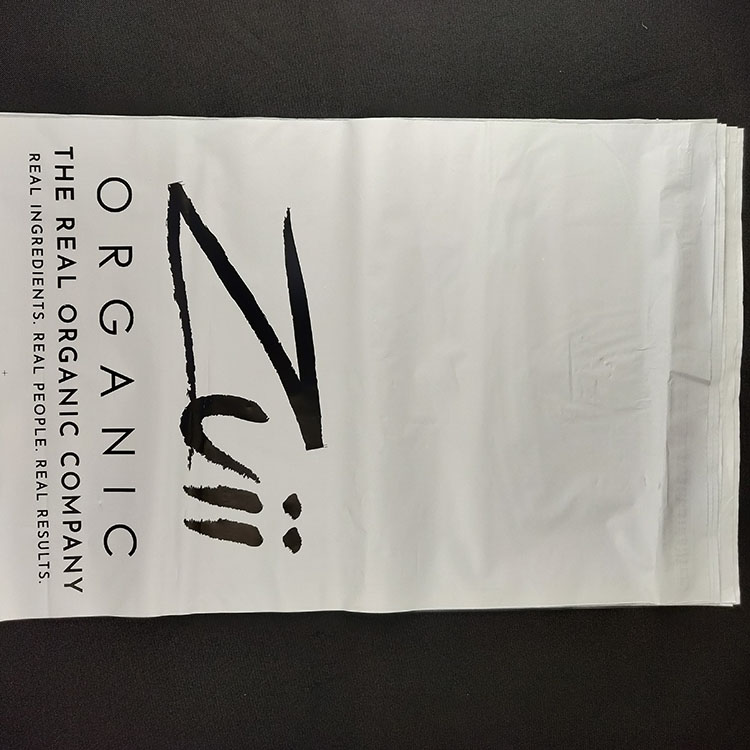 Zuii
ORGANIC
THE REAL ORGANIC COMPANY
REAL INGREDIENTS. REAL PEOPLE. REAL RESULTS.